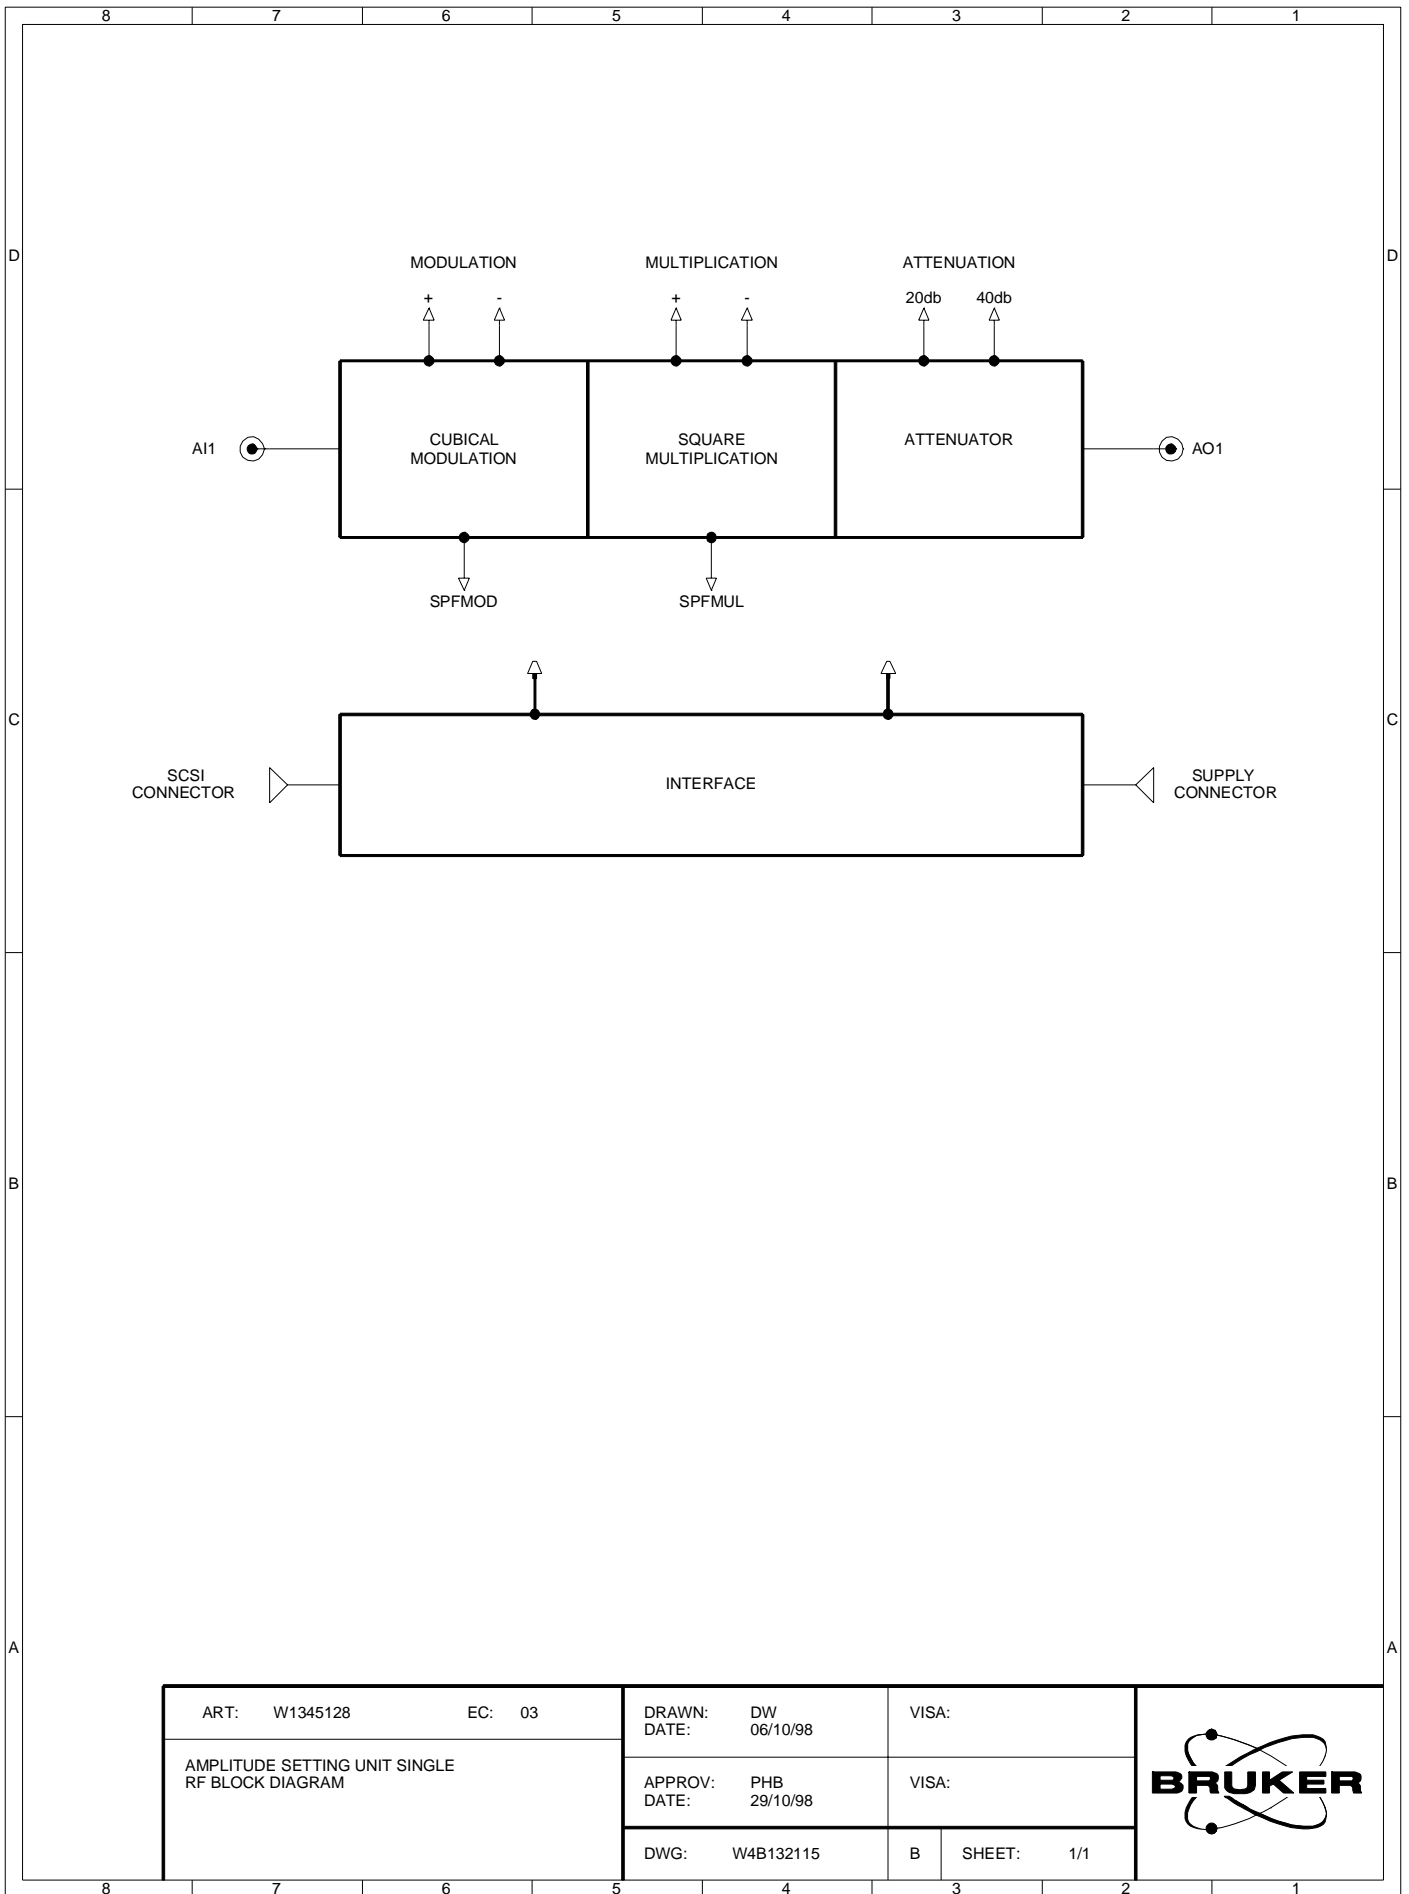 8 7 6 5 4 3 2 1
D D
MODULATION MULTIPLICATION ATTENUATION
+ - + - 20db 40db
AI1 CUBICAL MODULATION SQUARE MULTIPLICATION ATTENUATOR AO1
SPFMOD SPFMUL
C C
SCSI
CONNECTOR
INTERFACE
SUPPLY
CONNECTOR
B B
A A
ART: W1345128 EC: 03
AMPLITUDE SETTING UNIT SINGLE
RF BLOCK DIAGRAM
DRAWN: DW
DATE: 06/10/98
VISA:
APPROV: PHB
DATE: 29/10/98
VISA:
DWG: W4B132115 B SHEET: 1/1
BRUKER
8 7 6 5 4 3 2 1